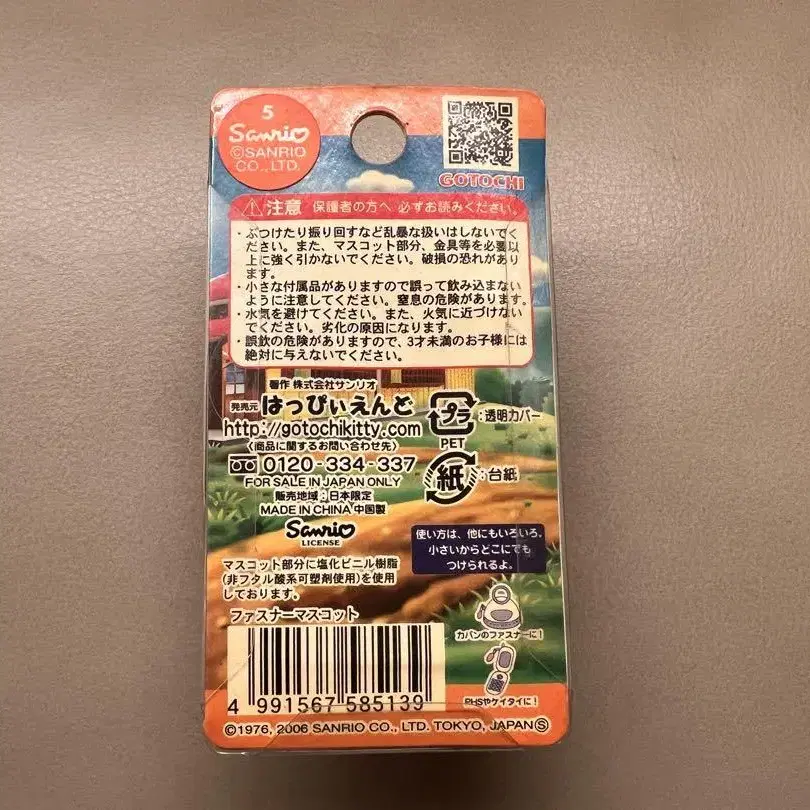 5
Sanrio
©SANRIO
CO., LTD.
GOTOCHI
⚠注意 保護者の方へ 必ずお読みください。
・ぶつけたり振り回すなど乱暴な扱いはしないでく
ださい。また、マスコット部分、金具等を必要以
上に強く引かないでください。破損の恐れがあり
ます。
・小さな付属品がありますので誤って飲み込まない
ように注意してください。窒息の危険があります。
・水気を避けてください。また、火気に近づけない
でください。劣化の原因になります。
・誤飲の危険がありますので、3才未満のお子様には
絶対に与えないでください。
著作 株式会社サンリオ
発売元 はっぴぃえんど
http://gotochikitty.com
〈商品に関するお問い合わせ先〉
0120-334-337
FOR SALE IN JAPAN ONLY
販売地域:日本限定
MADE IN CHINA 中国製
Sanrio
LICENSE
プラ:透明カバー
PET
紙:台紙
使い方は、他にもいろいろ。
小さいからどこにでも
つけられるよ。
マスコット部分に塩化ビニル樹脂
(非フタル酸系可塑剤使用)を使用
しております。
ファスナーマスコット
カバンのファスナーに!
PHSやケイタイに!
4 991567 585139
©1976, 2006 SANRIO CO., LTD. TOKYO, JAPAN Ⓢ